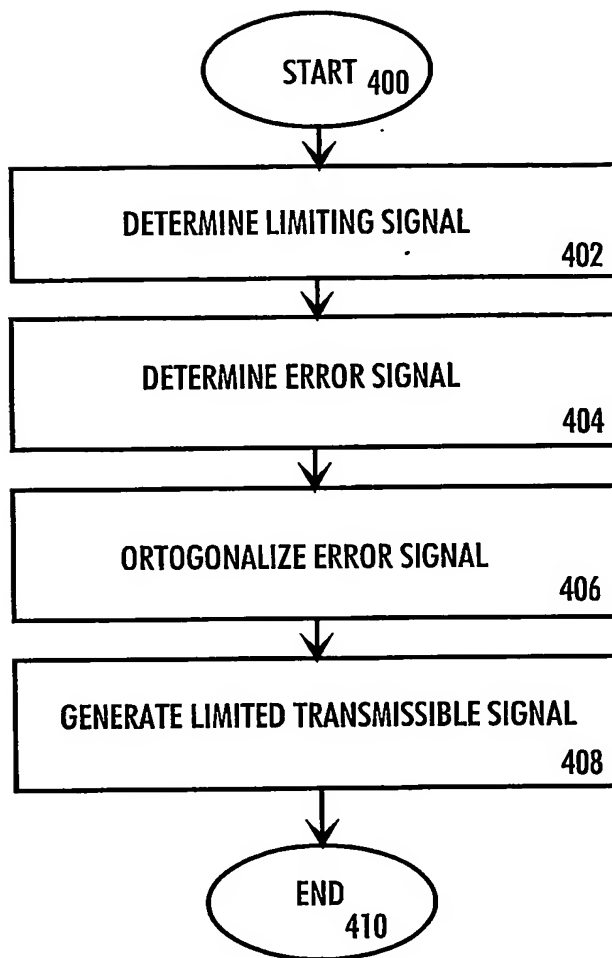 START 400
DETERMINE LIMITING SIGNAL
402
DETERMINE ERROR SIGNAL
404
ORTOGONALIZE ERROR SIGNAL
406
GENERATE LIMITED TRANSMISSIBLE SIGNAL
408
END
410